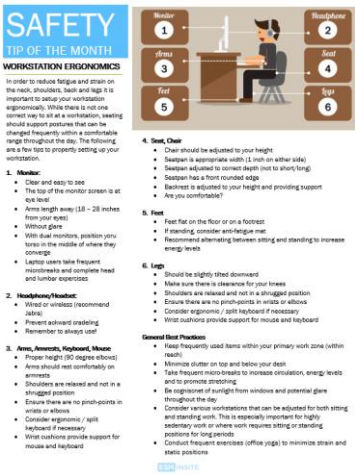 SAFETY
TIP OF THE MONTH
WORKSTATION ERGONOMICS
In order to reduce fatigue and strain on
the neck, shoulders, back and legs it is
important to setup your workstation
ergonomically. While there is not one
correct way to sit at a workstation, seating
should support postures that can be
changed frequently within a comfortable
range throughout the day. The following
are a few tips to properly setting up your
workstation.
1. Monitor:
• Clear and easy to see
• The top of the monitor screen is at
eye level
• Arms length away (18 – 28 inches
from your eyes)
• Without glare
• With dual monitors, position yoru
torso in the middle of where they
converge
• Laptop users take frequent
microbreaks and complete head
and lumbar exercises
2. Headphone/Headset:
• Wired or wireless (recommend
Jabra)
• Prevent awkward cradeling
• Remember to always use!
3. Arms, Armrests, Keyboard, Mouse
• Proper height (90 degree elbows)
• Arms should rest comfortably on
armrests
• Shoulders are relaxed and not in a
shrugged position
• Ensure there are no pinch-points in
wrists or elbows
• Consider ergonomic / split
keyboard if necessary
• Wrist cushions provide support for
mouse and keyboard
Monitor
1
Headphone
2
Arms
3
Seat
4
Feet
5
Legs
6
4. Seat, Chair
• Chair should be adjusted to your height
• Seatpan is appropriate width (1 inch on either side)
• Seatpan adjusted to correct depth (not to short/long)
• Seatpan has a front rounded edge
• Backrest is adjusted to your height and providing support
• Are you comfortable?
5. Feet
• Feet flat on the floor or on a footrest
• If standing, consider anti-fatigue mat
• Recommend alternating between sitting and standing to increase
energy levels
6. Legs
• Should be slightly tilted downward
• Make sure there is clearance for your knees
• Shoulders are relaxed and not in a shrugged position
• Ensure there are no pinch-points in wrists or elbows
• Consider ergonomic / split keyboard if necessary
• Wrist cushions provide support for mouse and keyboard
General Best Practices
• Keep frequently used items within your primary work zone (within
reach)
• Minimize clutter on top and below your desk
• Take frequent micro-breaks to increase circulation, energy levels
and to promote stretching
• Be cogniscnet of sunlight from windows and potential glare
throughout the day
• Consider various workstations that can be adjusted for both sitting
and standing work. This is especially important for highly
sedentary work or where work requires sitting or standing
positions for long periods
• Conduct frequent exercises (office yoga) to minimize strain and
static positions